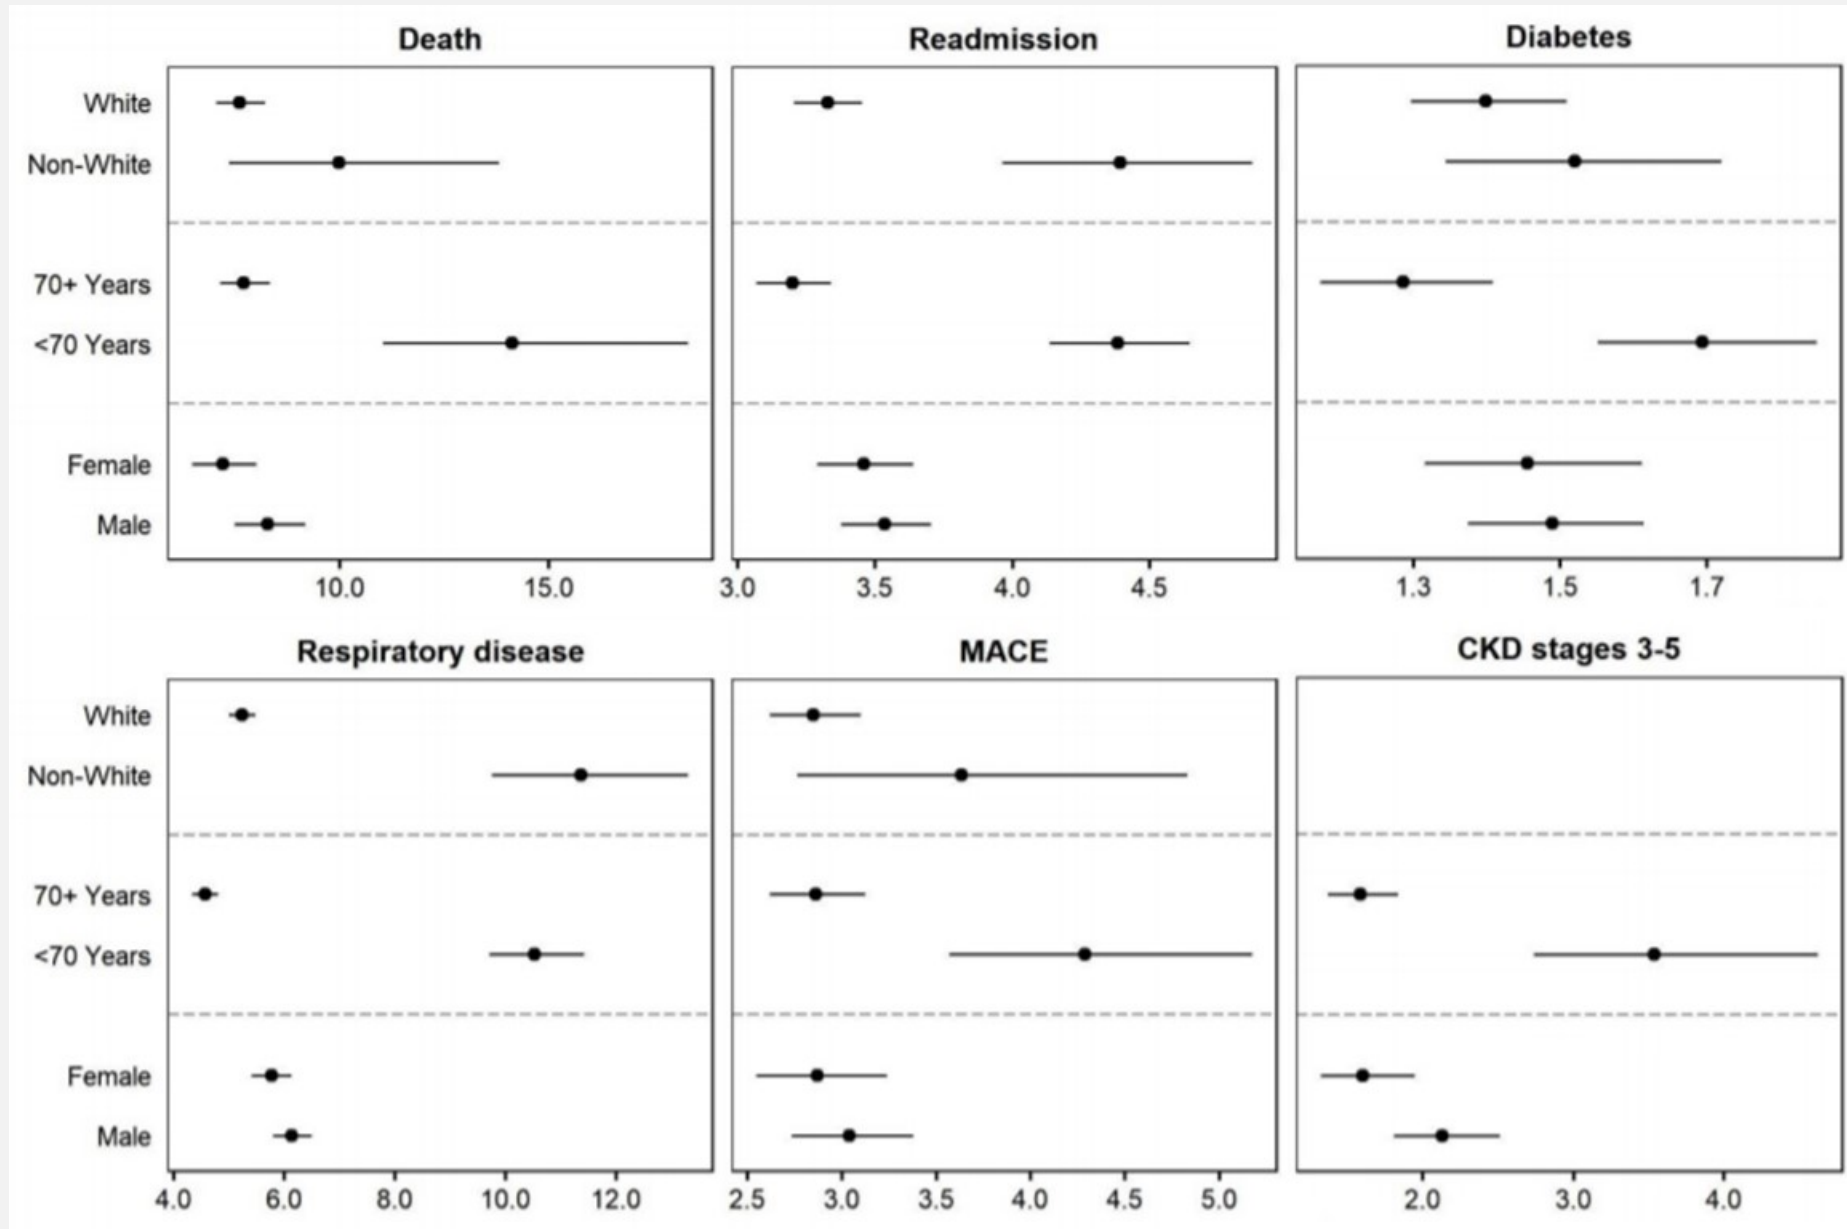 Death Readmission Diabetes
White
Non-White
70+ Years
<70 Years
Female
Male
10.0 15.0 3.0 3.5 4.0 4.5 1.3 1.5 1.7
Respiratory disease MACE CKD stages 3-5
White
Non-White
70+ Years
<70 Years
Female
Male
4.0 6.0 8.0 10.0 12.0 2.5 3.0 3.5 4.0 4.5 5.0 2.0 3.0 4.0